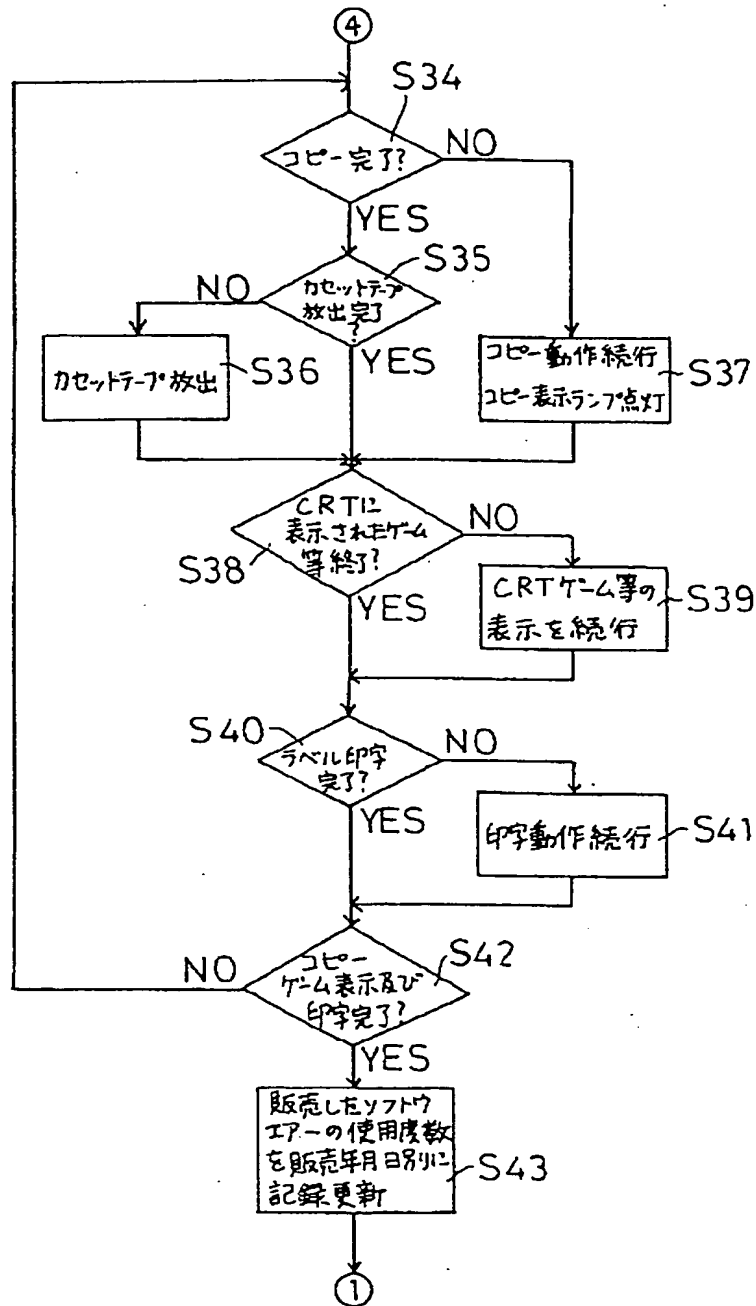 ④
S34
コピー完了?
NO
YES
S35
カセットテープ
放出完了
?
NO
YES
カセットテープ放出
S36
コピー動作続行
コピー表示ランプ点灯
S37
CRTに
表示されたゲーム
等終了?
S38
NO
YES
CRTゲーム等の
表示を続行
S39
S40
ラベル印字
完了?
NO
YES
印字動作続行
S41
コピー
ゲーム表示及び
印字完了?
S42
NO
YES
販売したソフトウ
エアーの使用度数
を販売年月日別りに
記録更新
S43
①